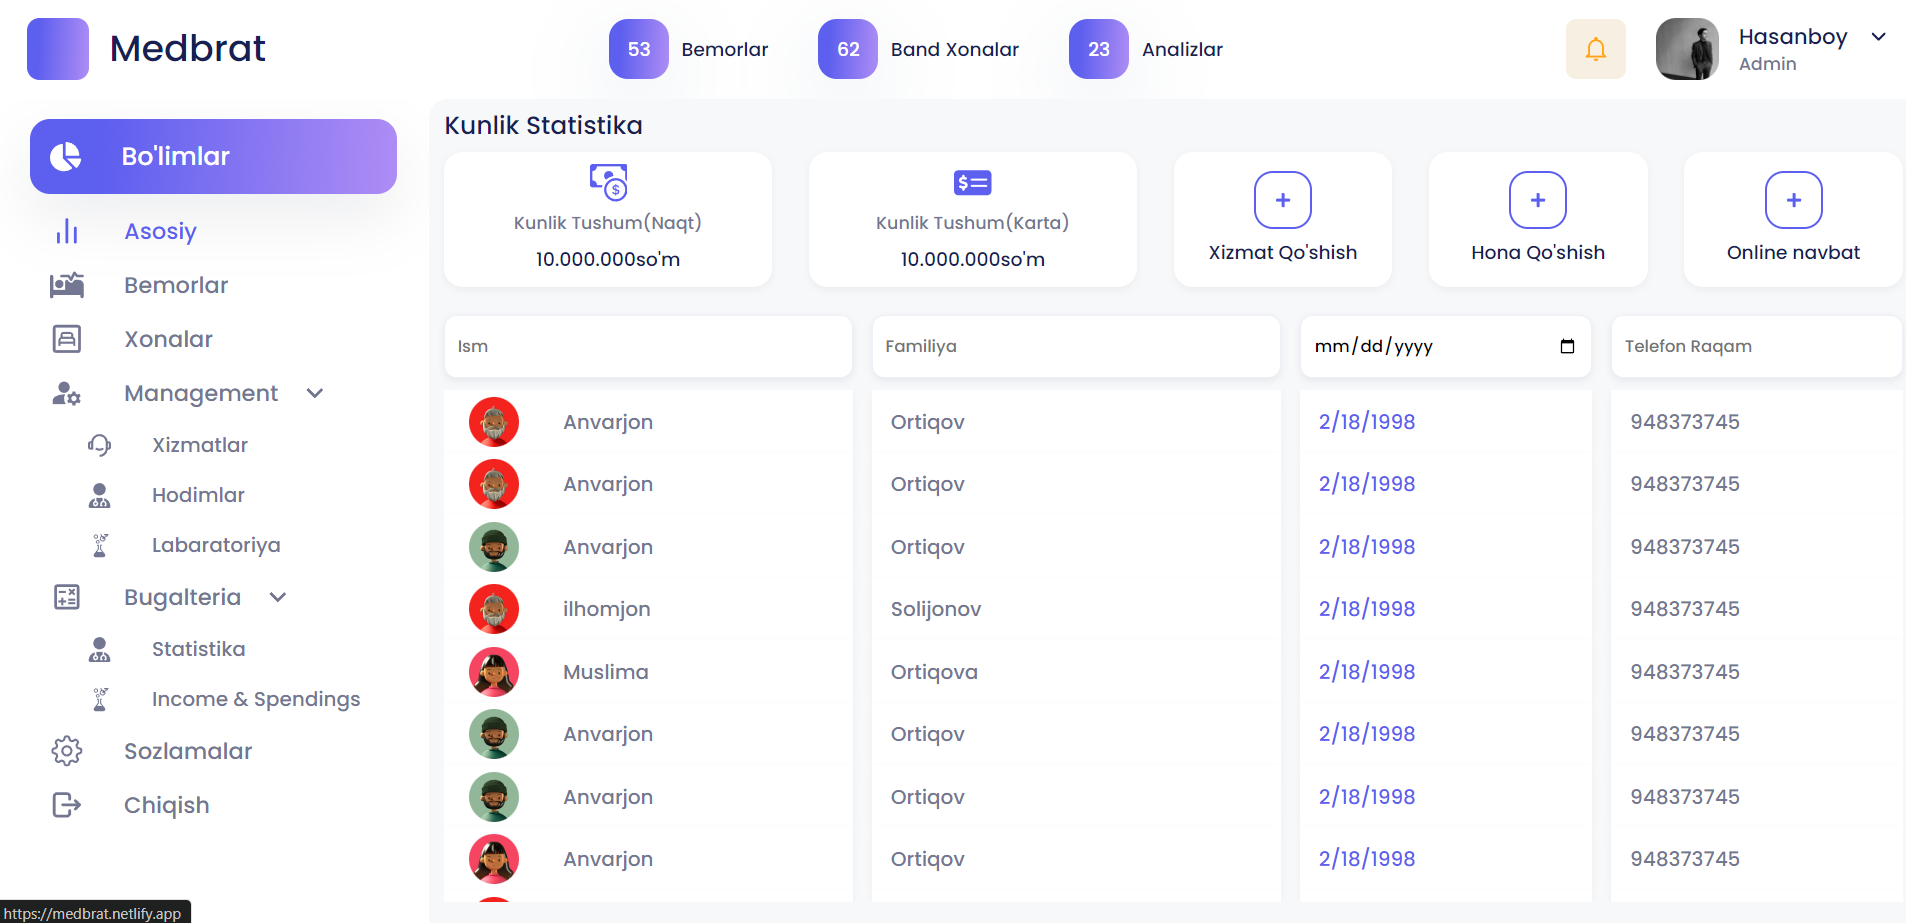 Medbrat
53 Bemorlar 62 Band Xonalar 23 Analizlar
Hasanboy
Admin
Bo'limlar
Asosiy
Bemorlar
Xonalar
Management
Xizmatlar
Hodimlar
Labaratoriya
Bugalteria
Statistika
Income & Spendings
Sozlamalar
Chiqish
Kunlik Statistika
Kunlik Tushum(Naqt)
10.000.000so'm
Kunlik Tushum(Karta)
10.000.000so'm
Xizmat Qo'shish
Hona Qo'shish
Online navbat
Ism Familiya mm/dd/yyyy Telefon Raqam
Anvarjon Ortiqov 2/18/1998 948373745
Anvarjon Ortiqov 2/18/1998 948373745
Anvarjon Ortiqov 2/18/1998 948373745
ilhomjon Solijonov 2/18/1998 948373745
Muslima Ortiqova 2/18/1998 948373745
Anvarjon Ortiqov 2/18/1998 948373745
Anvarjon Ortiqov 2/18/1998 948373745
Anvarjon Ortiqov 2/18/1998 948373745
https://medbrat.netlify.app